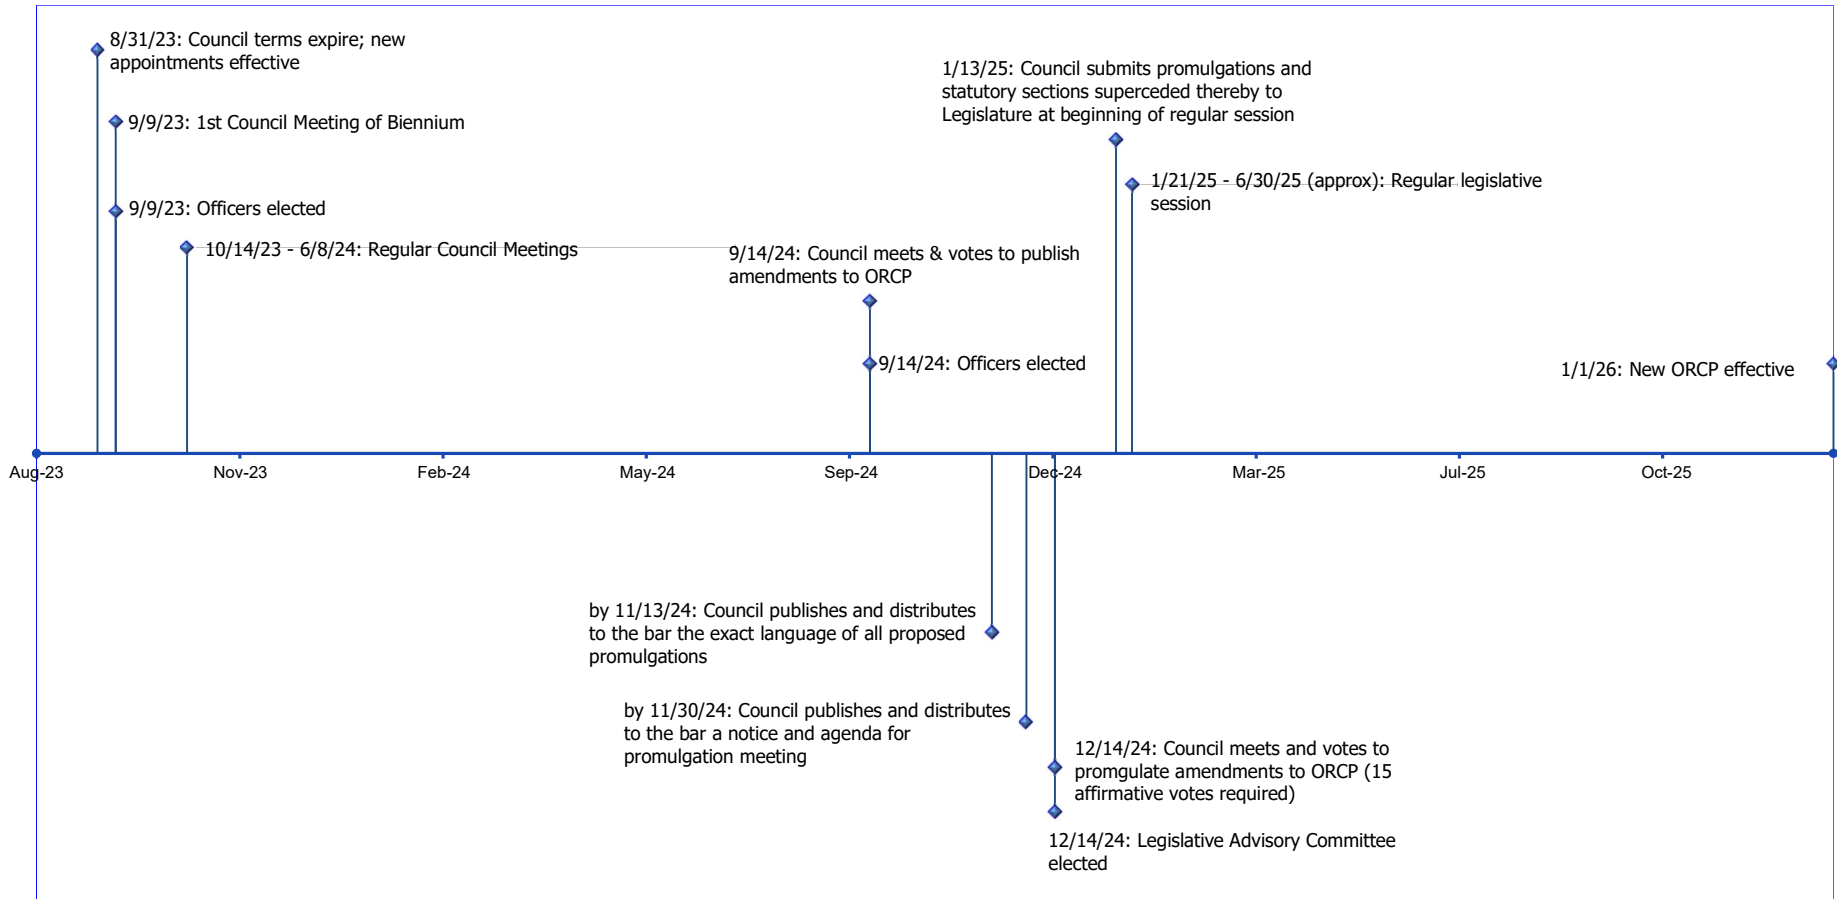 8/31/23: Council terms expire; new
appointments effective
9/9/23: 1st Council Meeting of Biennium
9/9/23: Officers elected
10/14/23 - 6/8/24: Regular Council Meetings
9/14/24: Council meets & votes to publish
amendments to ORCP
9/14/24: Officers elected
1/13/25: Council submits promulgations and
statutory sections superceded thereby to
Legislature at beginning of regular session
1/21/25 - 6/30/25 (approx): Regular legislative
session
1/1/26: New ORCP effective
Aug-23
Nov-23
Feb-24
May-24
Sep-24
Dec-24
Mar-25
Jul-25
Oct-25
by 11/13/24: Council publishes and distributes
to the bar the exact language of all proposed
promulgations
by 11/30/24: Council publishes and distributes
to the bar a notice and agenda for
promulgation meeting
12/14/24: Council meets and votes to
promgulate amendments to ORCP (15
affirmative votes required)
12/14/24: Legislative Advisory Committee
elected